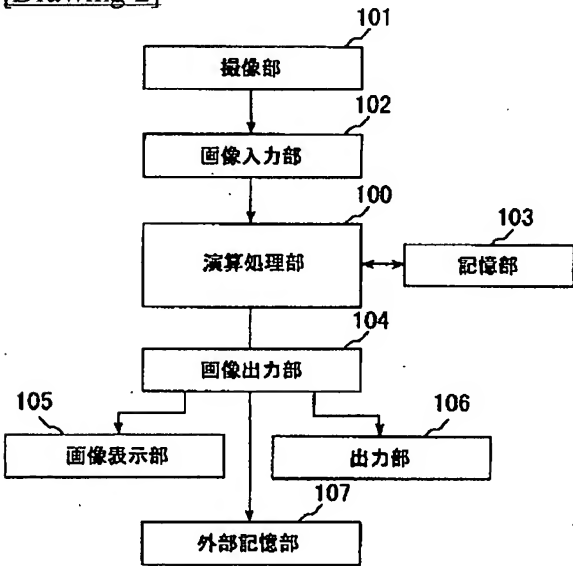 101
撮像部
102
画像入力部
100
演算処理部
103
記憶部
104
画像出力部
105
画像表示部
106
出力部
107
外部記憶部